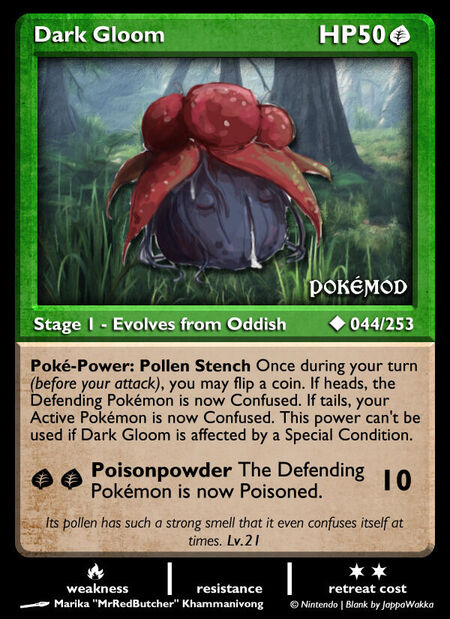 Dark Gloom HP50
POKÉMOD
Stage 1 - Evolves from Oddish 044/253
Poké-Power: Pollen Stench Once during your turn
(before your attack), you may flip a coin. If heads, the
Defending Pokémon is now Confused. If tails, your
Active Pokémon is now Confused. This power can't be
used if Dark Gloom is affected by a Special Condition.
Poisonpowder The Defending 10
Pokémon is now Poisoned.
Its pollen has such a strong smell that it even confuses itself at
times. Lv.21
weakness resistance retreat cost
Marika "MrRedButcher" Khammanivong © Nintendo | Blank by JappaWakka